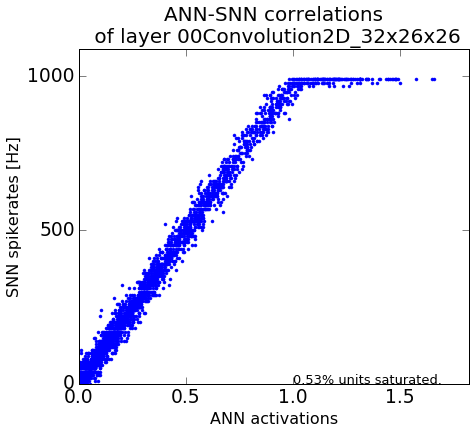 ANN-SNN correlations
of layer 00Convolution2D_32x26x26
SNN spikerates [Hz]
1000
500
0
0.53% units saturated.
0.0 0.5 1.0 1.5
ANN activations